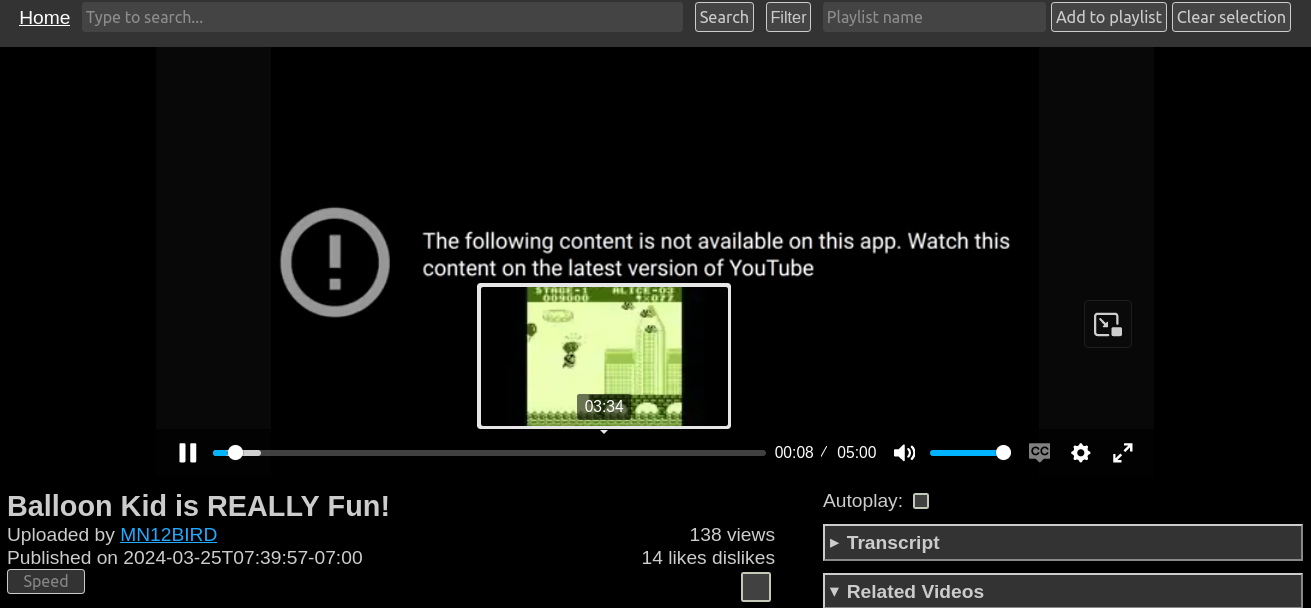 Home Type to search... Search Filter Playlist name Add to playlist Clear selection
The following content is not available on this app. Watch this
content on the latest version of YouTube
STAGE-1 ALICE-03
009000 ×077
03:34
00:08 / 05:00 CC
Balloon Kid is REALLY Fun!
Uploaded by MN12BIRD 138 views
Published on 2024-03-25T07:39:57-07:00 14 likes dislikes
Speed
Autoplay:
▸ Transcript
▾ Related Videos